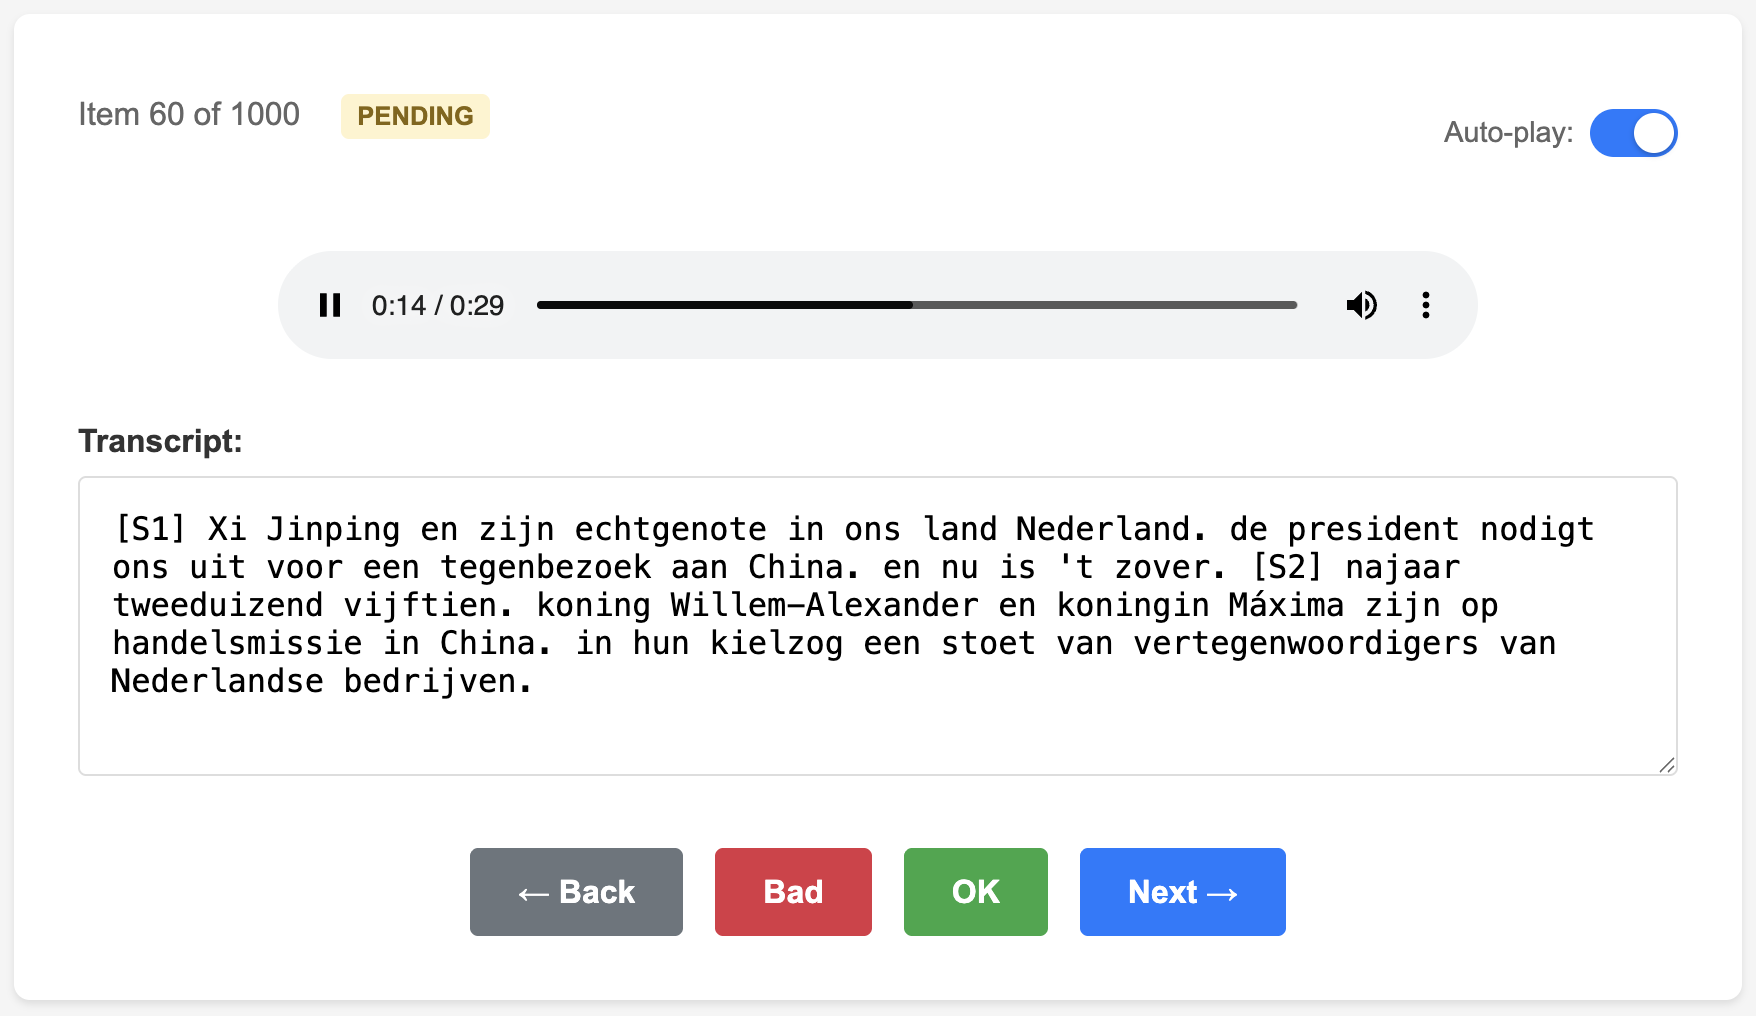 Item 60 of 1000 PENDING
Auto-play:
0:14 / 0:29
Transcript:
[S1] Xi Jinping en zijn echtgenote in ons land Nederland. de president nodigt
ons uit voor een tegenbezoek aan China. en nu is 't zover. [S2] najaar
tweeduizend vijftien. koning Willem-Alexander en koningin Máxima zijn op
handelsmissie in China. in hun kielzog een stoet van vertegenwoordigers van
Nederlandse bedrijven.
← Back Bad OK Next →